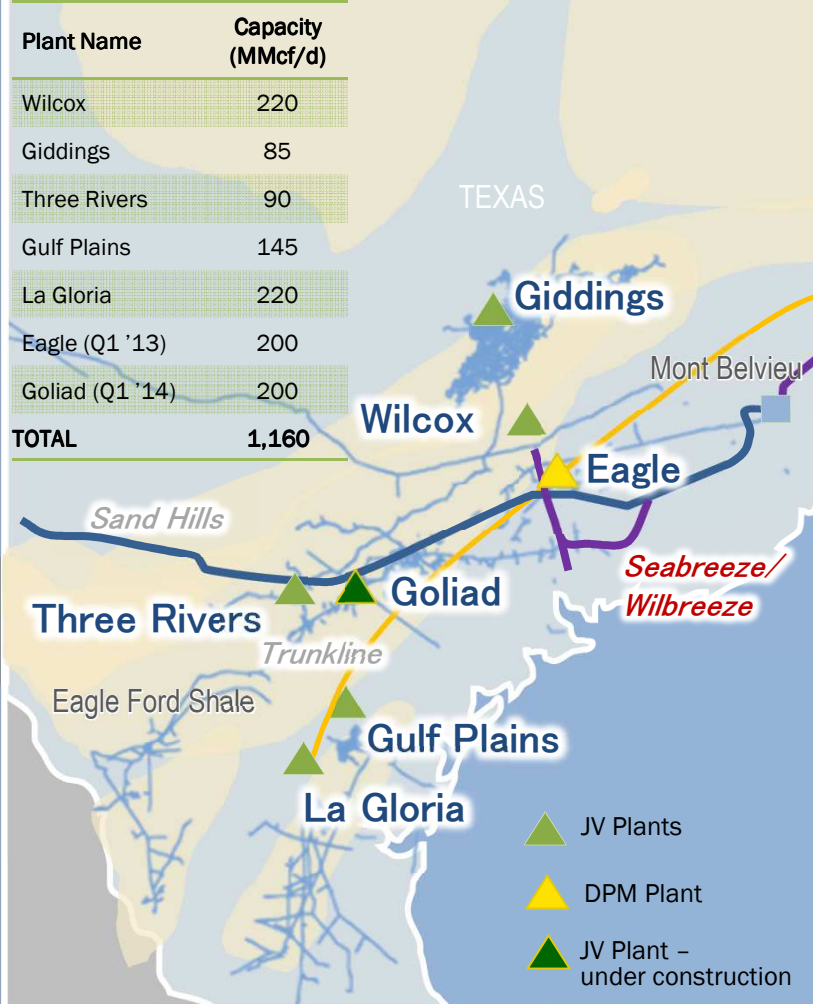 Plant Name Capacity
(MMcf/d)
Wilcox 220
Giddings 85
Three Rivers 90
Gulf Plains 145
La Gloria 220
Eagle (Q1 ’13) 200
Goliad (Q1 ’14) 200
TOTAL 1,160
TEXAS
Giddings
Mont Belvieu
Wilcox
Eagle
Sand Hills
Seabreeze/
Wilbreeze
Goliad
Three Rivers
Trunkline
Eagle Ford Shale
Gulf Plains
La Gloria
JV Plants
DPM Plant
JV Plant –
under construction